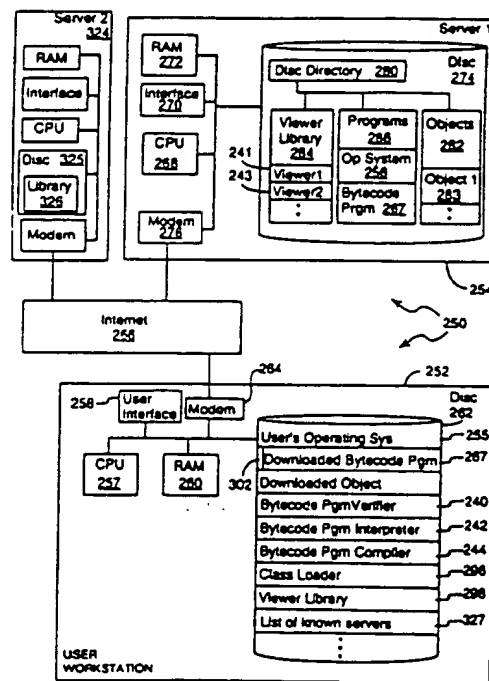 Server 2
324
RAM
Interface
CPU
Disc 325
Library
326
Modem
Server 1
RAM
272
Interface
270
CPU
268
Modem
276
Disc
274
Disc Directory 280
Viewer
Library
284
Viewer1
Viewer2
Programs
286
Op System
256
Bytecode
Prgm 267
Objects
282
Object 1
283
241
243
254
250
Internet
256
252
264
258
User
Interface
Modem
CPU
257
RAM
260
302
Disc
262
User's Operating Sys
Downloaded Bytecode Pgm
Downloaded Object
Bytecode PgmVerifier
Bytecode Pgm Interpreter
Bytecode Pgm Compiler
Class Loader
Viewer Library
List of known servers
255
267
240
242
244
296
298
327
USER
WORKSTATION